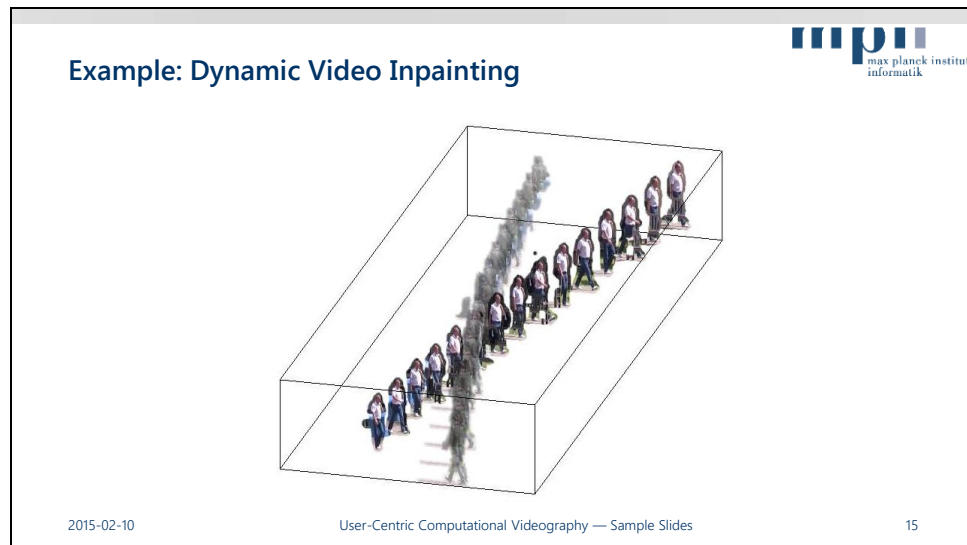 Example: Dynamic Video Inpainting
max planck institut
informatik
2015-02-10
User-Centric Computational Videography — Sample Slides
15